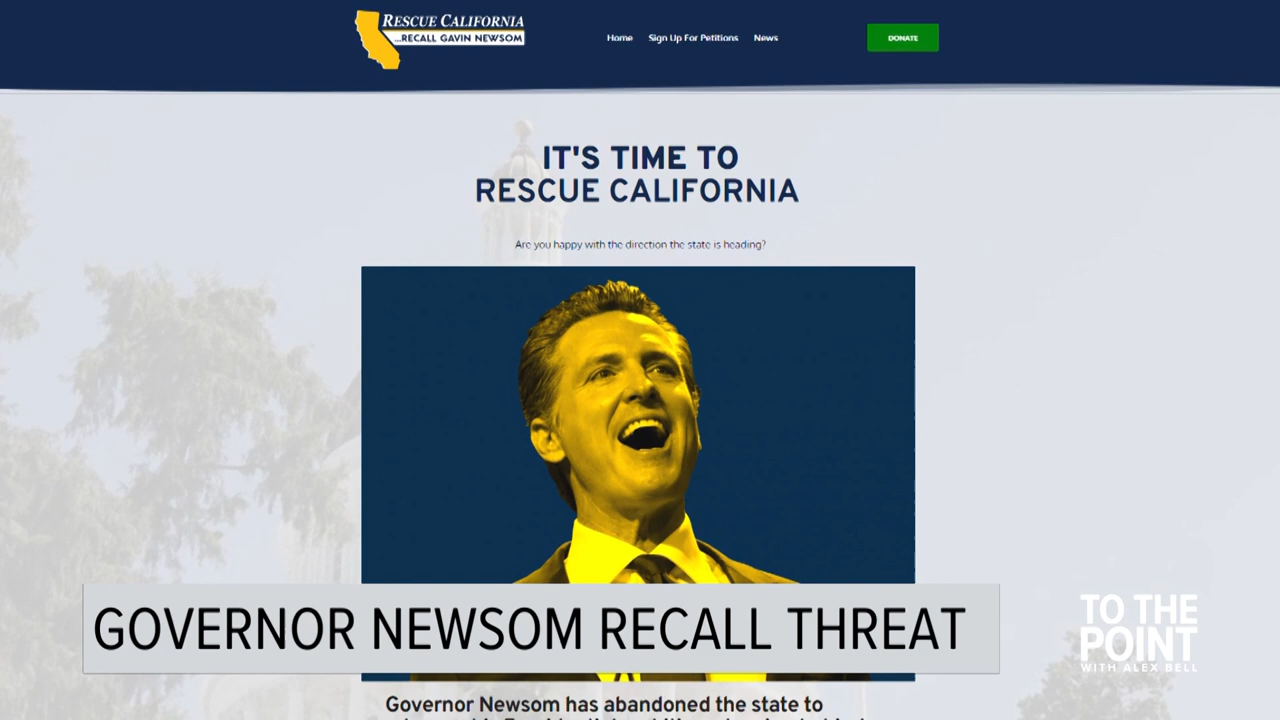 RESCUE CALIFORNIA
...RECALL GAVIN NEWSOM
Home Sign Up For Petitions News
DONATE
IT'S TIME TO
RESCUE CALIFORNIA
Are you happy with the direction the state is heading?
GOVERNOR NEWSOM RECALL THREAT
TO THE
POINT
WITH ALEX BELL
Governor Newsom has abandoned the state to